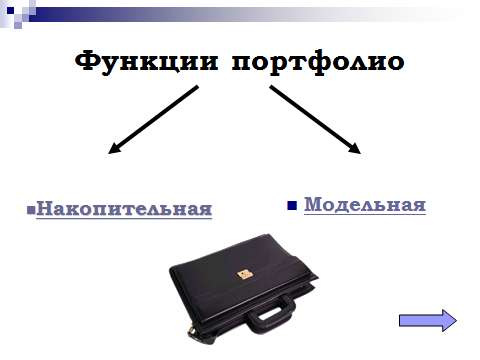 Функции портфолио
Накопительная
Модельная